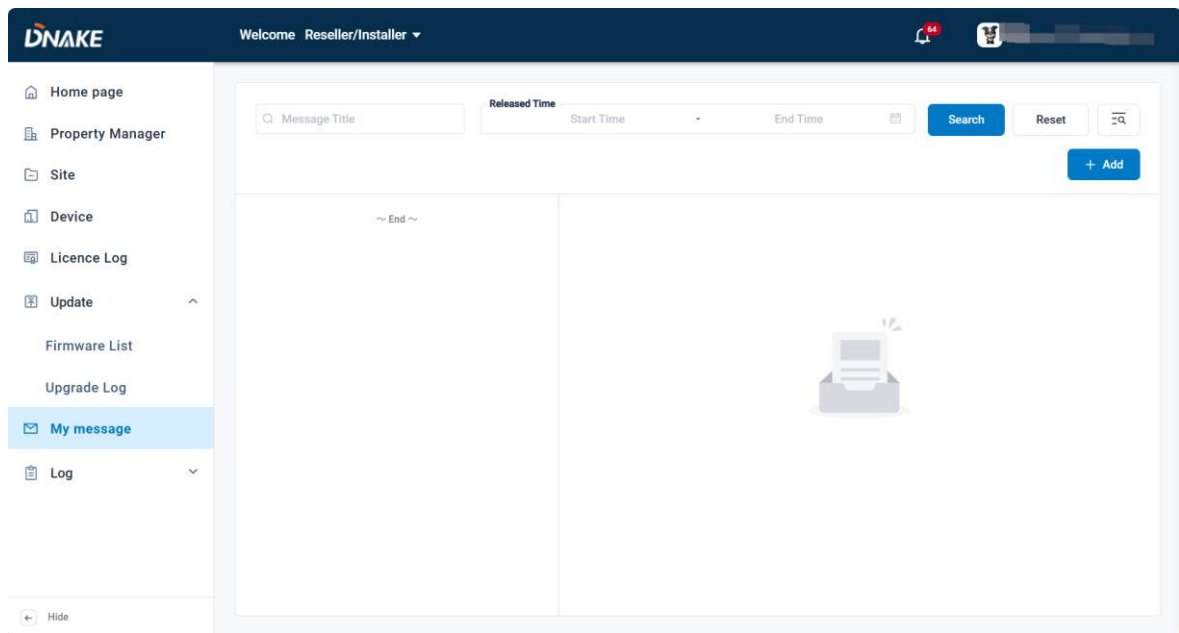 DNAKE
Welcome Reseller/Installer
64
Home page
Property Manager
Site
Device
Licence Log
Update
Firmware List
Upgrade Log
My message
Log
Hide
Message Title
Released Time
Start Time - End Time
Search
Reset
+ Add
~ End ~